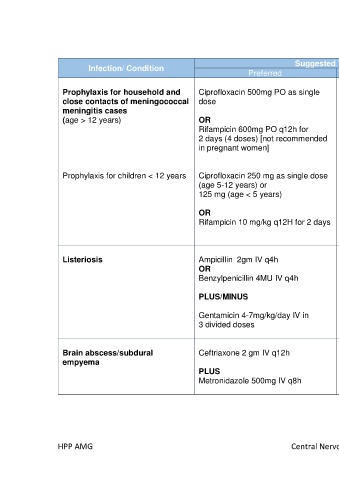 Infection/ Condition
Suggested
Preferred
Prophylaxis for household and
close contacts of meningococcal
meningitis cases
(age > 12 years)
Ciprofloxacin 500mg PO as single
dose
OR
Rifampicin 600mg PO q12h for
2 days (4 doses) [not recommended
in pregnant women]
Prophylaxis for children < 12 years
Ciprofloxacin 250 mg as single dose
(age 5-12 years) or
125 mg (age < 5 years)
OR
Rifampicin 10 mg/kg q12H for 2 days
Listeriosis
Ampicillin 2gm IV q4h
OR
Benzylpenicillin 4MU IV q4h
PLUS/MINUS
Gentamicin 4-7mg/kg/day IV in
3 divided doses
Brain abscess/subdural
empyema
Ceftriaxone 2 gm IV q12h
PLUS
Metronidazole 500mg IV q8h
HPP AMG
Central Nervo